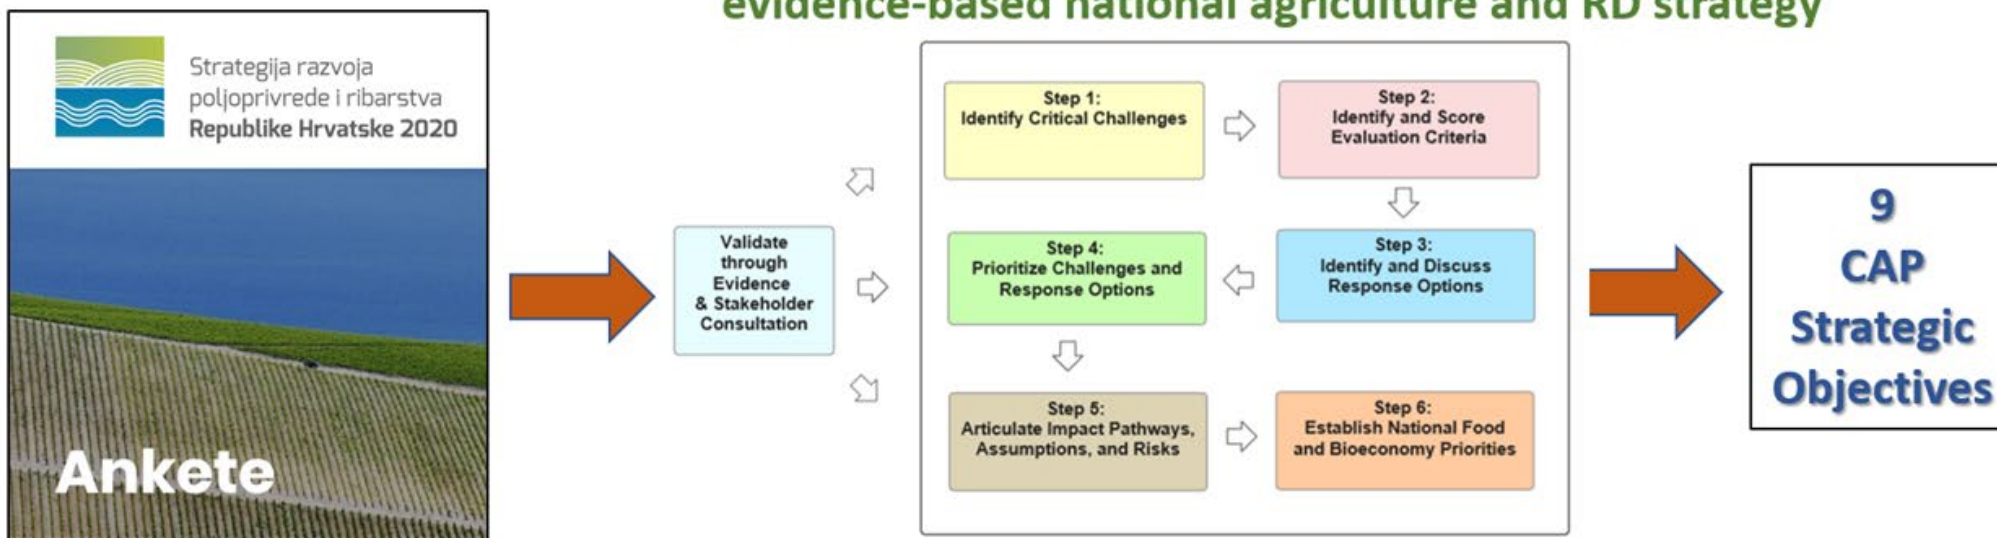 evidence-based national agriculture and RD strategy
Strategija razvoja
poljoprivrede i ribarstva
Republike Hrvatske 2020
Ankete
Validate
through
Evidence
& Stakeholder
Consultation
Step 1:
Identify Critical Challenges
Step 2:
Identify and Score
Evaluation Criteria
Step 3:
Identify and Discuss
Response Options
Step 4:
Prioritize Challenges and
Response Options
Step 5:
Articulate Impact Pathways,
Assumptions, and Risks
Step 6:
Establish National Food
and Bioeconomy Priorities
9
CAP
Strategic
Objectives